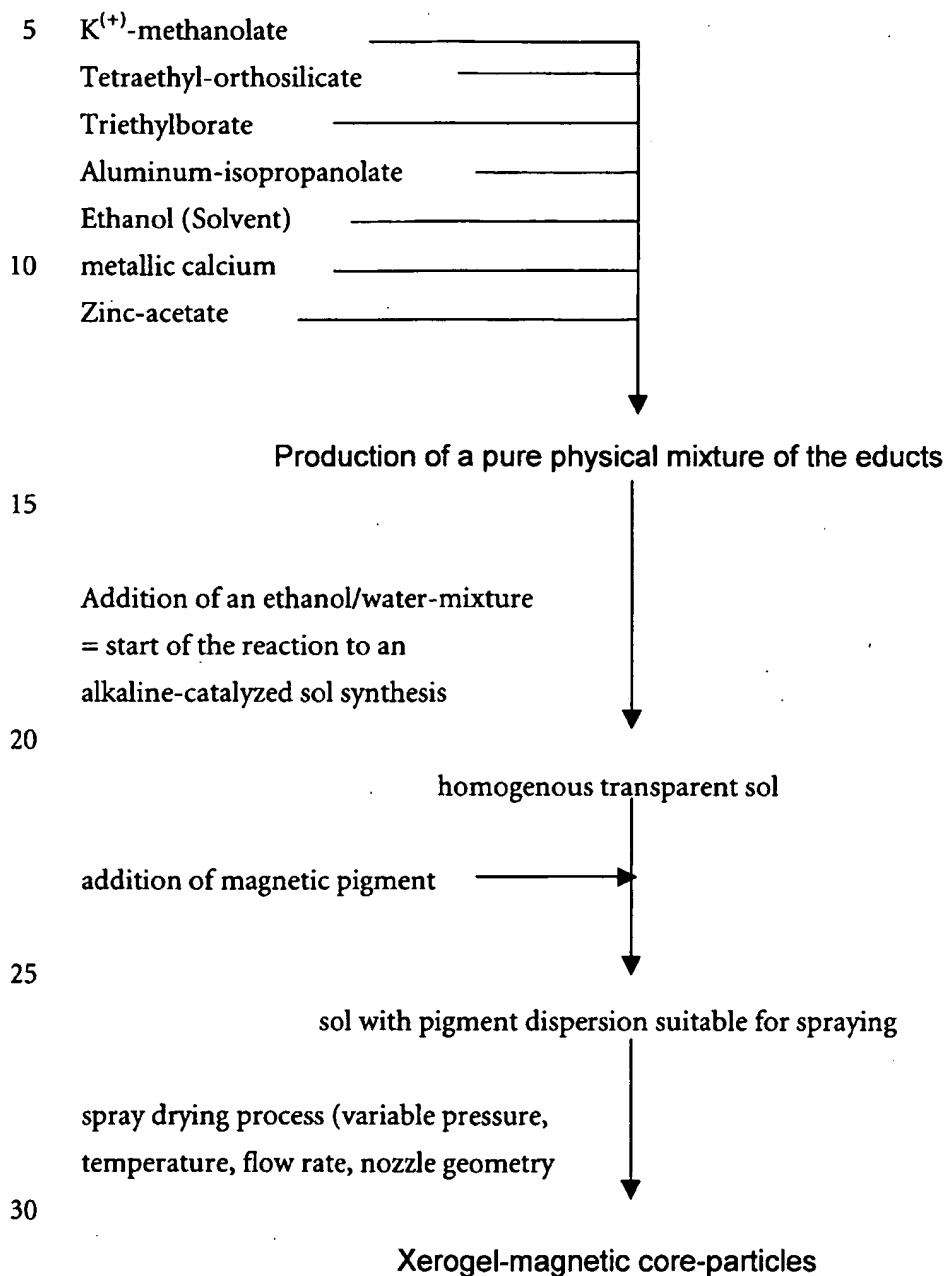 5 K(+)-methanolate
Tetraethyl-orthosilicate
Triethylborate
Aluminum-isopropanolate
Ethanol (Solvent)
10 metallic calcium
Zinc-acetate
Production of a pure physical mixture of the educts
15
Addition of an ethanol/water-mixture
= start of the reaction to an
alkaline-catalyzed sol synthesis
20
homogenous transparent sol
addition of magnetic pigment
25
sol with pigment dispersion suitable for spraying
spray drying process (variable pressure,
temperature, flow rate, nozzle geometry
30
Xerogel-magnetic core-particles